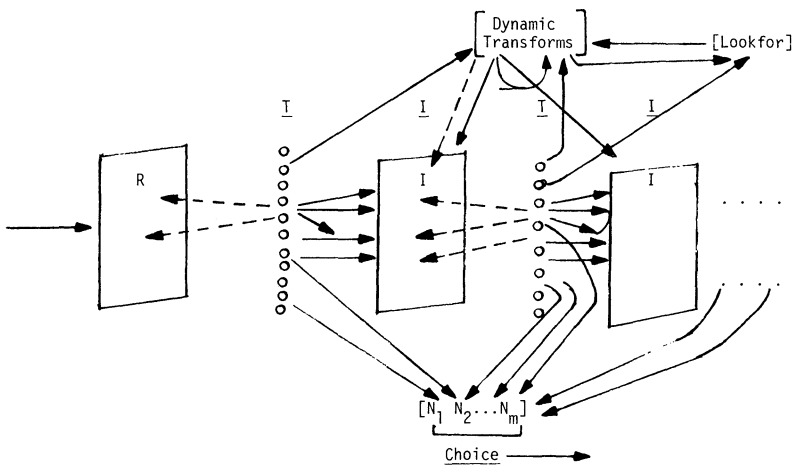 Dynamic
Transforms
[Lookfor]
T I T I
R I I
. . . .
. . . .
[N1 N2...Nm]
Choice